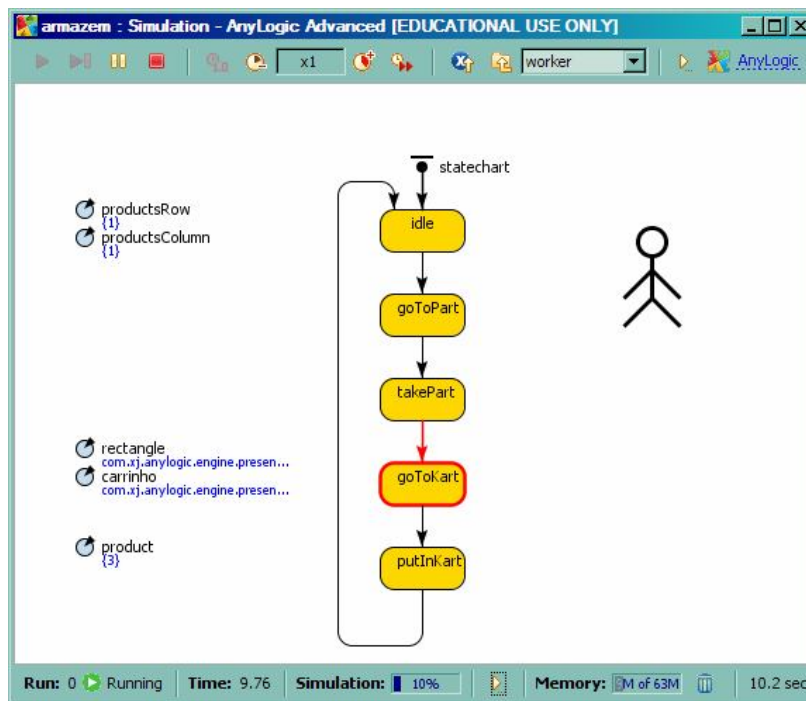 armazem : Simulation - AnyLogic Advanced [EDUCATIONAL USE ONLY]
x1 worker AnyLogic
statechart
productsRow
{1}
productsColumn
{1}
idle
goToPart
takePart
rectangle
com.xj.anylogic.engine.presen...
carrinho
com.xj.anylogic.engine.presen...
goToKart
product
{3}
putInKart
Run: 0 Running Time: 9.76 Simulation: 10% Memory: M of 63M 10.2 sec